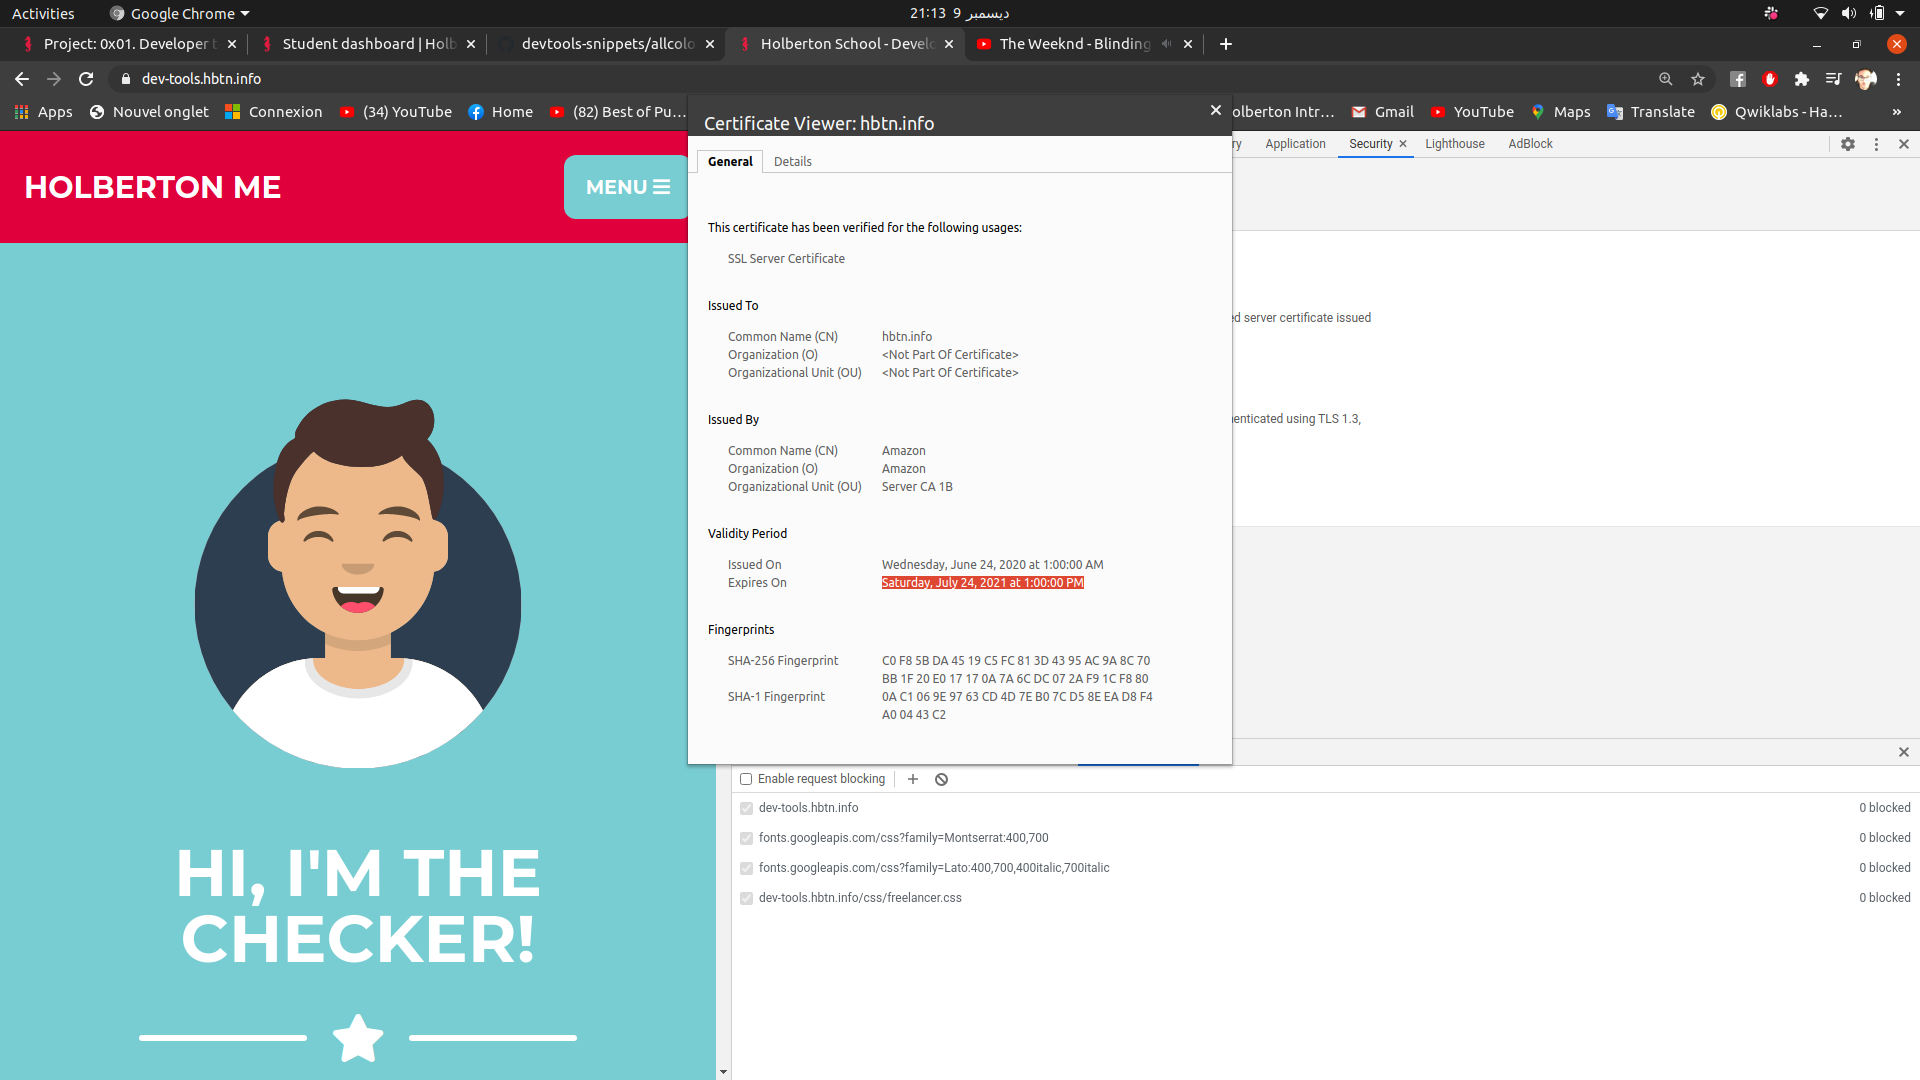 Activities
Google Chrome
21:13 9 ديسمبر
Project: 0x01. Developer t
Student dashboard | Holb
devtools-snippets/allcolo
Holberton School - Develo
The Weeknd - Blinding
dev-tools.hbtn.info
Apps
Nouvel onglet
Connexion
(34) YouTube
Home
(82) Best of Pu...
olberton Intr...
Gmail
YouTube
Maps
Translate
Qwiklabs - Ha...
»
HOLBERTON ME
MENU
HI, I'M THE
CHECKER!
Certificate Viewer: hbtn.info
General
Details
This certificate has been verified for the following usages:
SSL Server Certificate
Issued To
Common Name (CN) hbtn.info
Organization (O) <Not Part Of Certificate>
Organizational Unit (OU) <Not Part Of Certificate>
Issued By
Common Name (CN) Amazon
Organization (O) Amazon
Organizational Unit (OU) Server CA 1B
Validity Period
Issued On Wednesday, June 24, 2020 at 1:00:00 AM
Expires On Saturday, July 24, 2021 at 1:00:00 PM
Fingerprints
SHA-256 Fingerprint C0 F8 5B DA 45 19 C5 FC 81 3D 43 95 AC 9A 8C 70
BB 1F 20 E0 17 17 0A 7A 6C DC 07 2A F9 1C F8 80
SHA-1 Fingerprint 0A C1 06 9E 97 63 CD 4D 7E B0 7C D5 8E EA D8 F4
A0 04 43 C2
ry
Application
Security
Lighthouse
AdBlock
ed server certificate issued
enticated using TLS 1.3,
Enable request blocking
dev-tools.hbtn.info 0 blocked
fonts.googleapis.com/css?family=Montserrat:400,700 0 blocked
fonts.googleapis.com/css?family=Lato:400,700,400italic,700italic 0 blocked
dev-tools.hbtn.info/css/freelancer.css 0 blocked